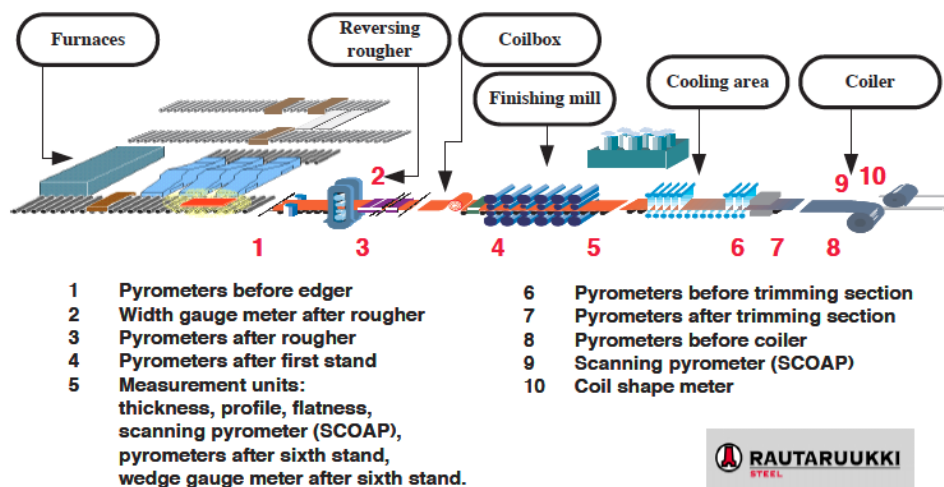 Furnaces
Reversing
rougher
Coilbox
Finishing mill
Cooling area
Coiler
2
9
10
1
3
4
5
6
7
8
1 Pyrometers before edger
2 Width gauge meter after rougher
3 Pyrometers after rougher
4 Pyrometers after first stand
5 Measurement units:
thickness, profile, flatness,
scanning pyrometer (SCOAP),
pyrometers after sixth stand,
wedge gauge meter after sixth stand.
6 Pyrometers before trimming section
7 Pyrometers after trimming section
8 Pyrometers before coiler
9 Scanning pyrometer (SCOAP)
10 Coil shape meter
RAUTARUUKKI
STEEL